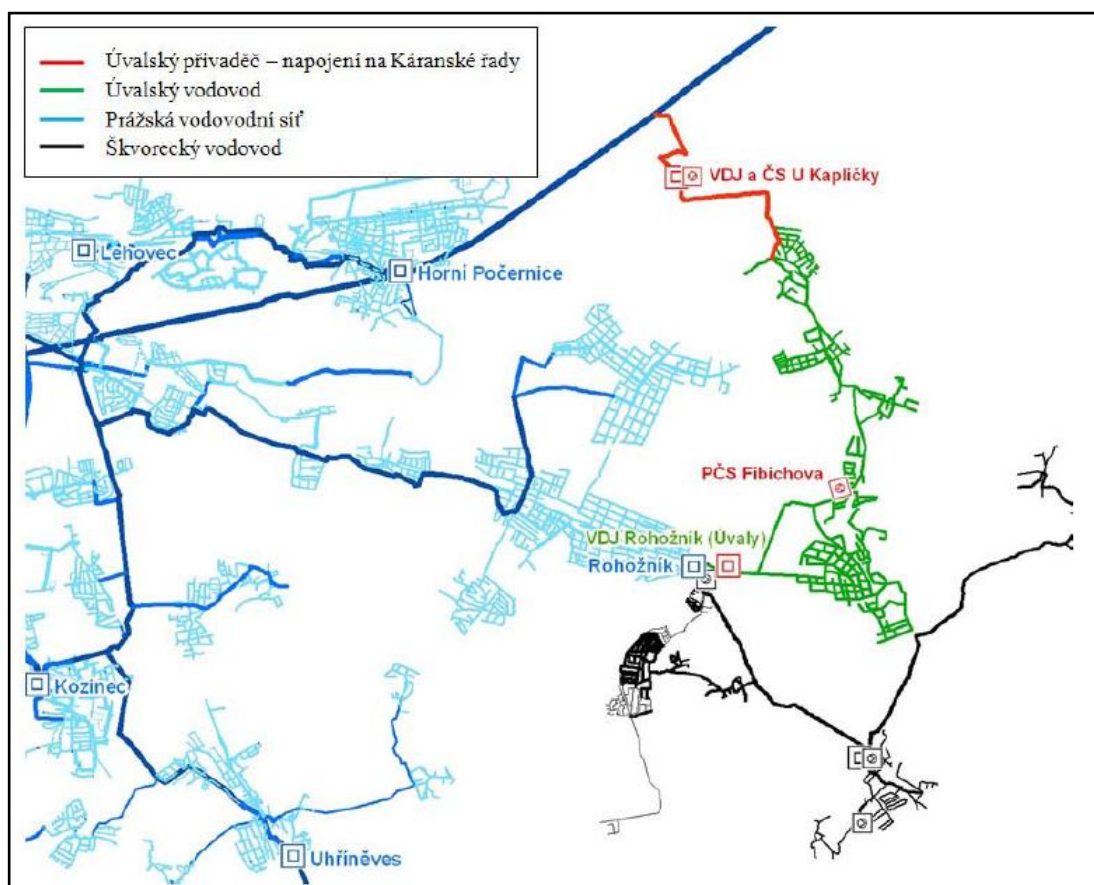 Úvalský přivaděč – napojení na Káranské řady
Úvalský vodovod
Prážská vodovodní síť
Škvorecký vodovod
VDJ a ČS U Kapličky
Lehovec
Horní Počernice
PČS Fibichova
VDJ Rohožník (Úvaly)
Rohožník
Kozinec
Uhříněves